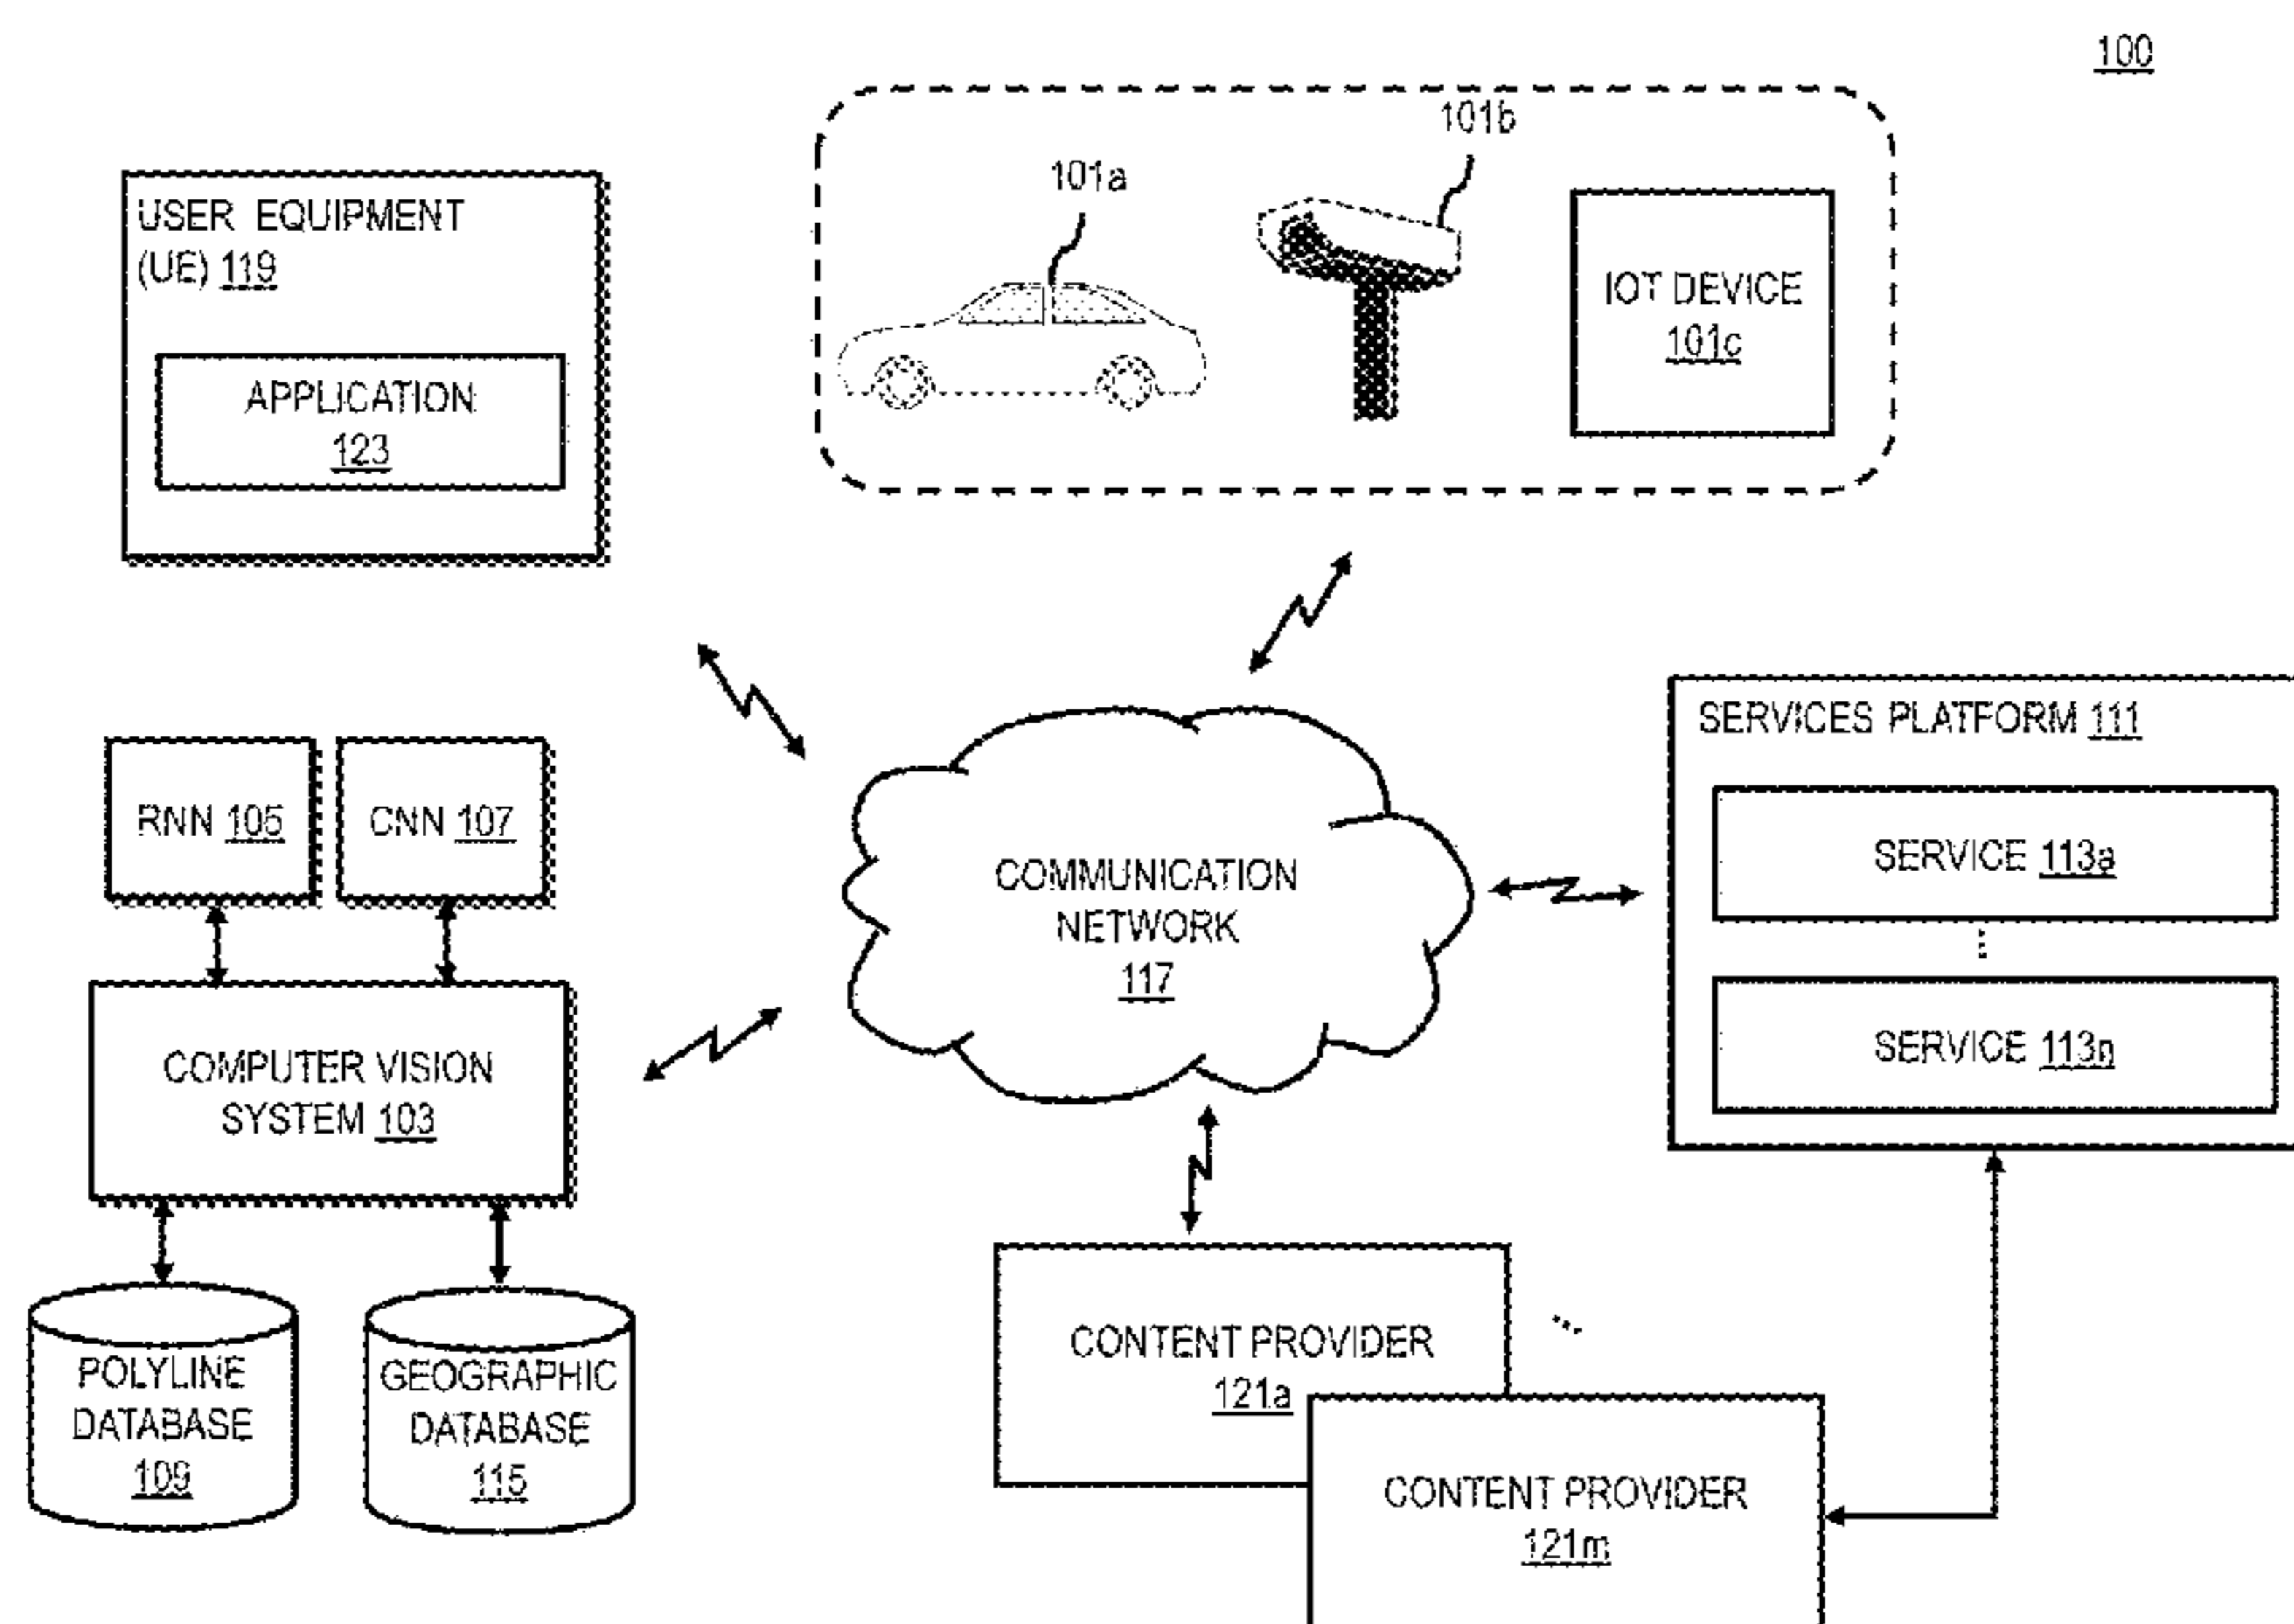 100
101b
101a
USER EQUIPMENT
(UE) 119
IOT DEVICE
101c
APPLICATION
123
SERVICES PLATFORM 111
RNN 105
CNN 107
SERVICE 113a
COMMUNICATION
NETWORK
117
...
SERVICE 113n
COMPUTER VISION
SYSTEM 103
CONTENT PROVIDER
121a
...
POLYLINE
DATABASE
109
GEOGRAPHIC
DATABASE
115
CONTENT PROVIDER
121m